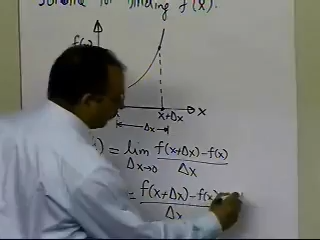 for finding f'(x).
f(x)
x+Δx
x
Δx
= lim f(x+Δx)-f(x)
Δx→0 Δx
= f(x+Δx)-f(x)
Δx